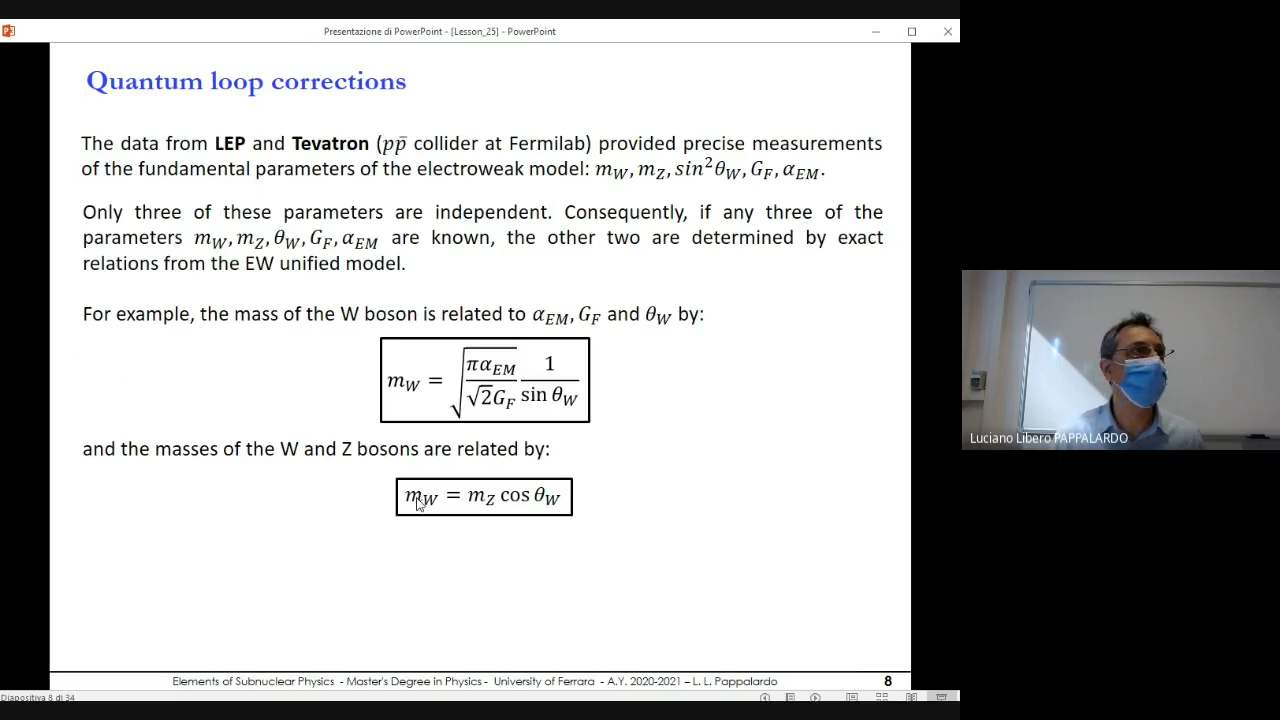 Presentazione di PowerPoint - [Lesson_25] - PowerPoint
Quantum loop corrections
The data from LEP and Tevatron (pp̄ collider at Fermilab) provided precise measurements
of the fundamental parameters of the electroweak model: m_W, m_Z, sin²θ_W, G_F, α_EM.
Only three of these parameters are independent. Consequently, if any three of the
parameters m_W, m_Z, θ_W, G_F, α_EM are known, the other two are determined by exact
relations from the EW unified model.
For example, the mass of the W boson is related to α_EM, G_F and θ_W by:
m_W = √(πα_EM / √2G_F) 1 / sin θ_W
and the masses of the W and Z bosons are related by:
m_W = m_Z cos θ_W
Luciano Libero PAPPALARDO
Elements of Subnuclear Physics - Master's Degree in Physics - University of Ferrara - A.Y. 2020-2021 – L. L. Pappalardo 8
Diapositiva 8 di 34